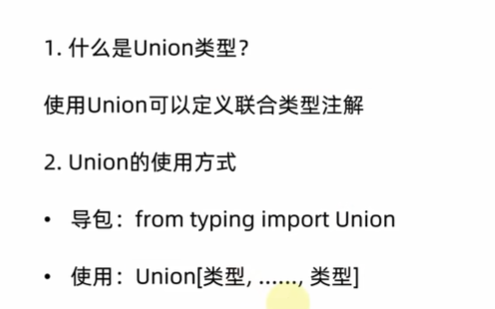 1. 什么是Union类型？
使用Union可以定义联合类型注解
2. Union的使用方式
• 导包：from typing import Union
• 使用：Union[类型, ......, 类型]